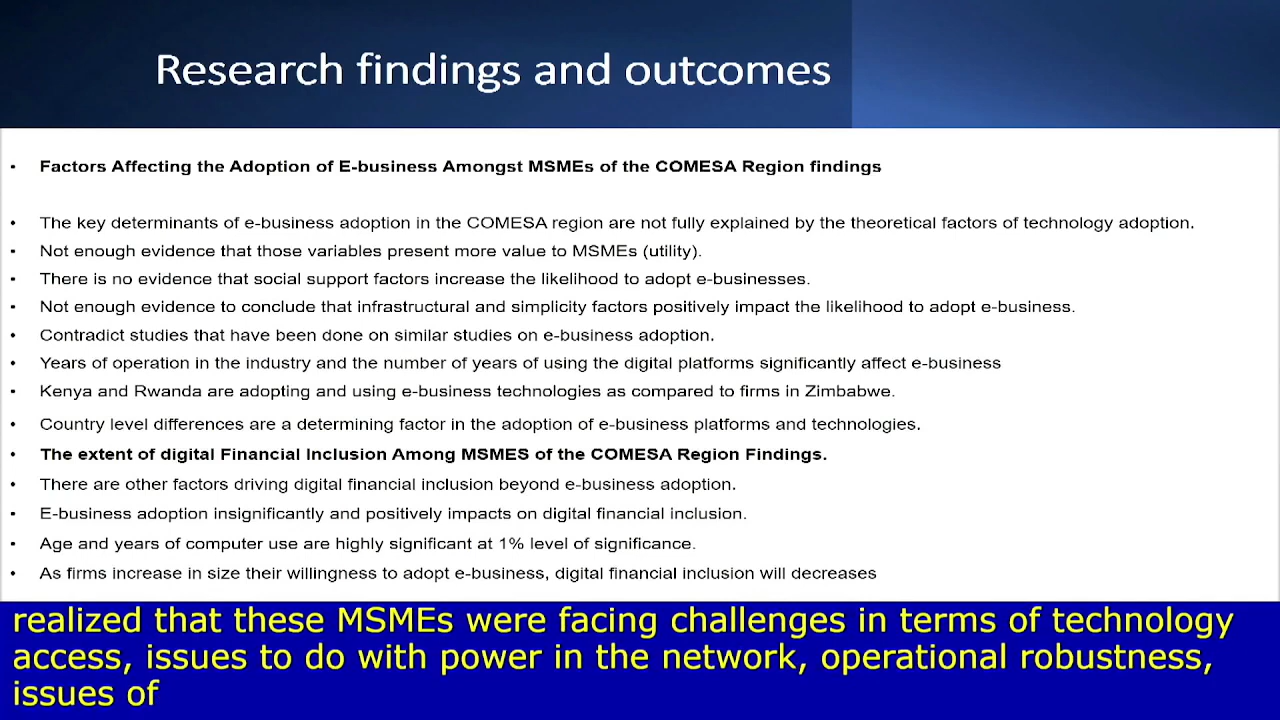 Research findings and outcomes
• Factors Affecting the Adoption of E-business Amongst MSMEs of the COMESA Region findings
• The key determinants of e-business adoption in the COMESA region are not fully explained by the theoretical factors of technology adoption.
• Not enough evidence that those variables present more value to MSMEs (utility).
• There is no evidence that social support factors increase the likelihood to adopt e-businesses.
• Not enough evidence to conclude that infrastructural and simplicity factors positively impact the likelihood to adopt e-business.
• Contradict studies that have been done on similar studies on e-business adoption.
• Years of operation in the industry and the number of years of using the digital platforms significantly affect e-business
• Kenya and Rwanda are adopting and using e-business technologies as compared to firms in Zimbabwe.
• Country level differences are a determining factor in the adoption of e-business platforms and technologies.
• The extent of digital Financial Inclusion Among MSMES of the COMESA Region Findings.
• There are other factors driving digital financial inclusion beyond e-business adoption.
• E-business adoption insignificantly and positively impacts on digital financial inclusion.
• Age and years of computer use are highly significant at 1% level of significance.
• As firms increase in size their willingness to adopt e-business, digital financial inclusion will decreases
realized that these MSMEs were facing challenges in terms of technology
access, issues to do with power in the network, operational robustness,
issues of